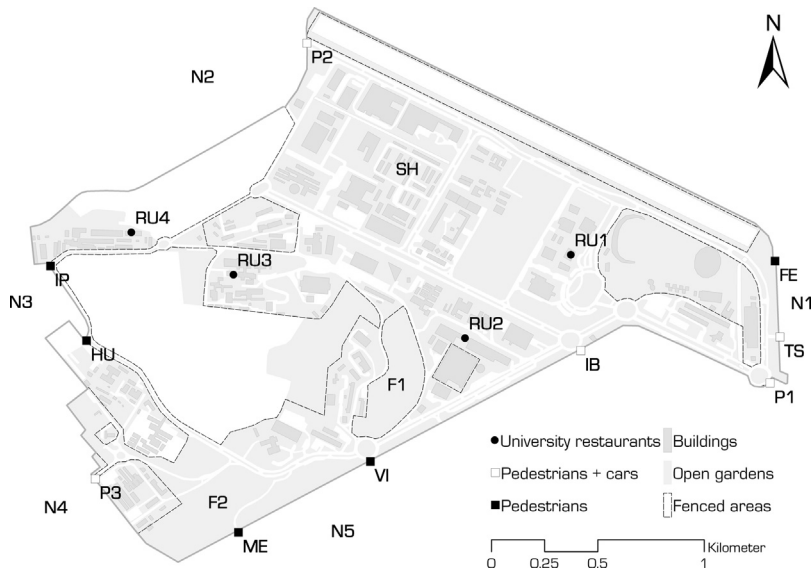 N
P2
N2
SH
RU4
RU1
RU3
IP
FE
N3
N1
RU2
HU
TS
IB
F1
P1
VI
P3
F2
N4
N5
ME
University restaurants
Buildings
Pedestrians + cars
Open gardens
Pedestrians
Fenced areas
Kilometer
0 0.25 0.5 1